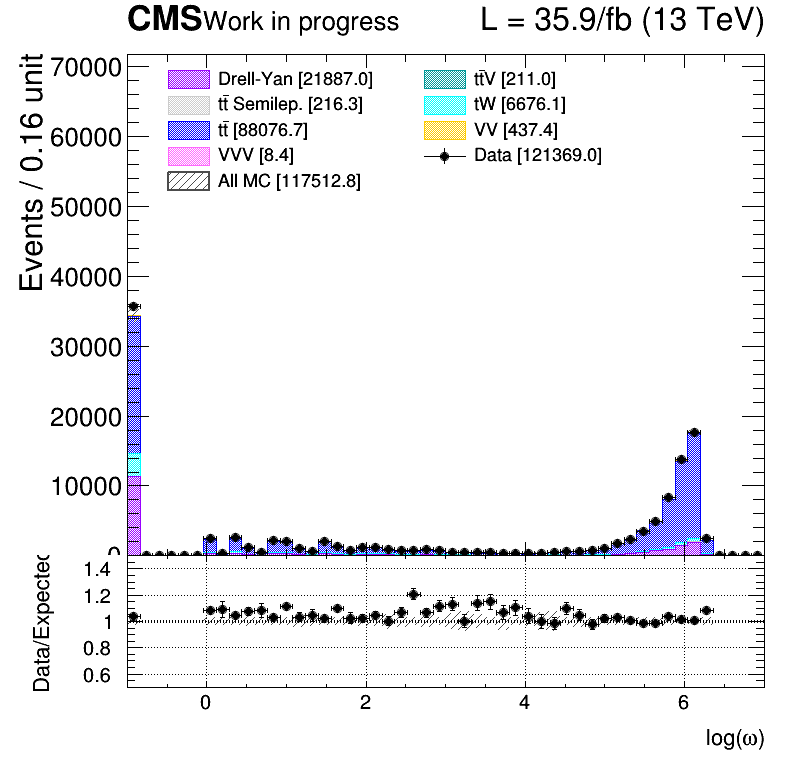 CMS Work in progress L = 35.9/fb (13 TeV)
Events / 0.16 unit
70000
60000
50000
40000
30000
20000
10000
0
Drell-Yan [21887.0]
tt̄ Semilep. [216.3]
tt̄ [88076.7]
VVV [8.4]
All MC [117512.8]
tt̄V [211.0]
tW [6676.1]
VV [437.4]
Data [121369.0]
Data/Expected
1.4
1.2
1
0.8
0.6
0 2 4 6
log(ω)